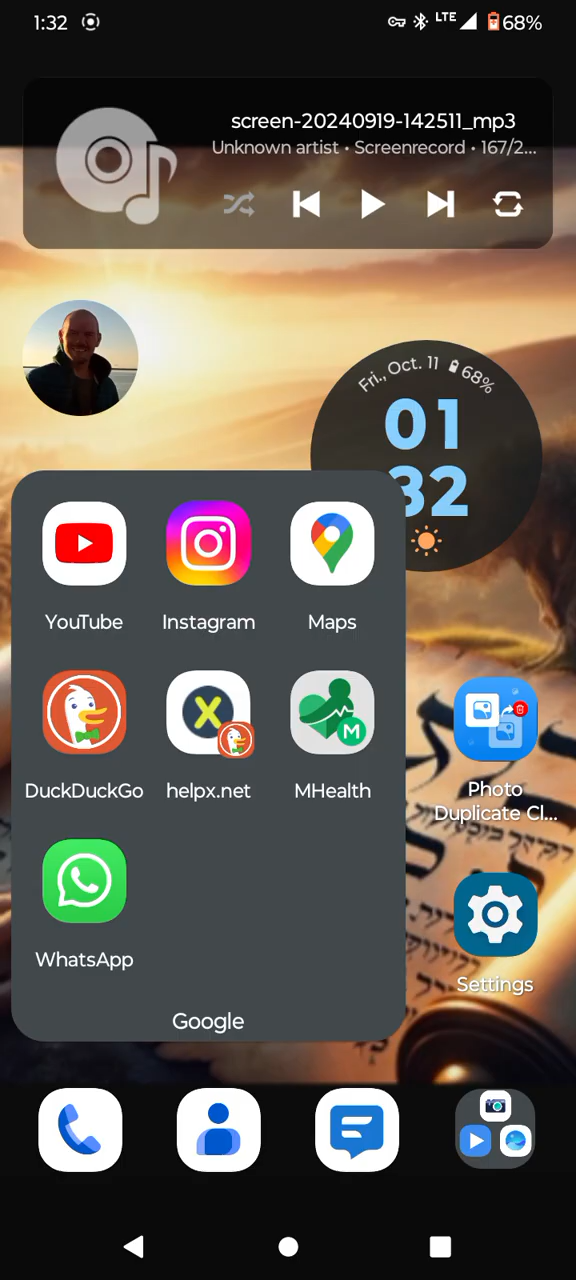 1:32
LTE
68%
screen-20240919-142511_mp3
Unknown artist • Screenrecord • 167/2...
Fri., Oct. 11 68%
01
32
YouTube
Instagram
Maps
DuckDuckGo
helpx.net
MHealth
WhatsApp
Google
Photo
Duplicate Cl...
Settings